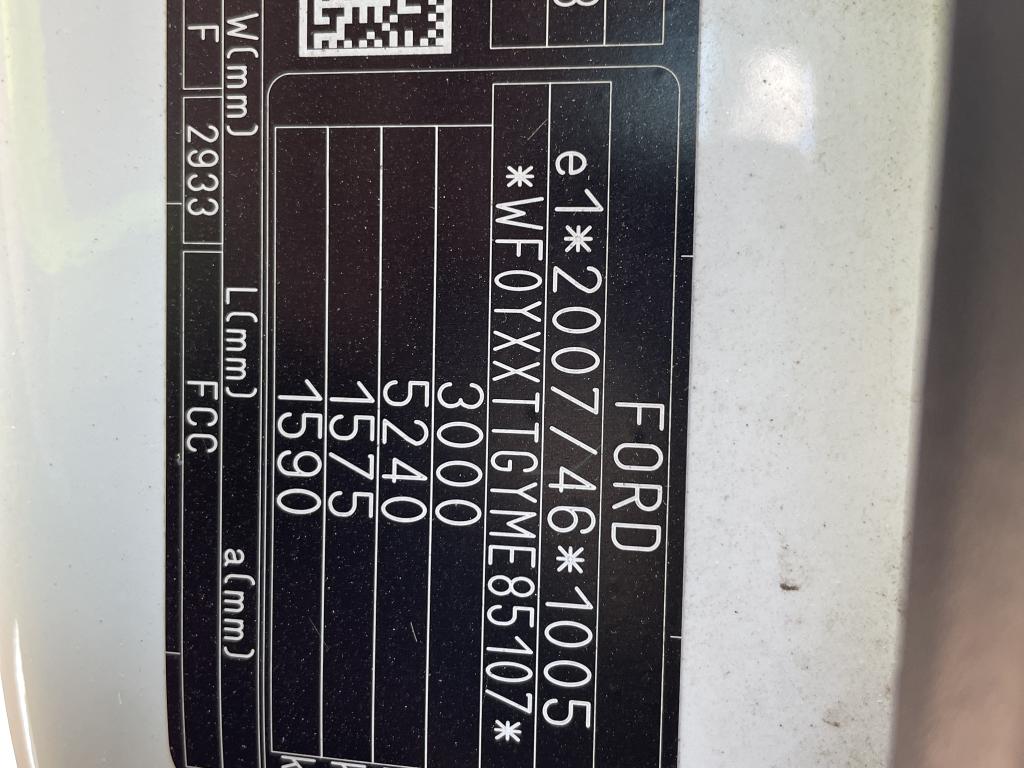 FORD
e1*2007/46*1005
*WF0YXXTTGYME85107*
3000
5240
1575
1590
W(mm) L(mm) a(mm)
F 2933 FCC